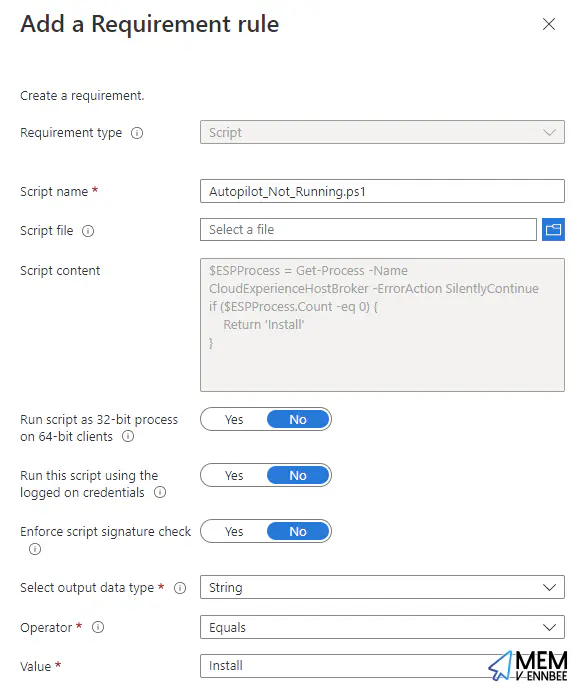 Add a Requirement rule
Create a requirement.
Requirement type
Script
Script name *
Autopilot_Not_Running.ps1
Script file
Select a file
Script content
$ESPProcess = Get-Process -Name
CloudExperienceHostBroker -ErrorAction SilentlyContinue
if ($ESPProcess.Count -eq 0) {
Return 'Install'
}
Run script as 32-bit process
on 64-bit clients
Yes
No
Run this script using the
logged on credentials
Yes
No
Enforce script signature check
Yes
No
Select output data type *
String
Operator *
Equals
Value *
Install
MEM
V ENNBEE